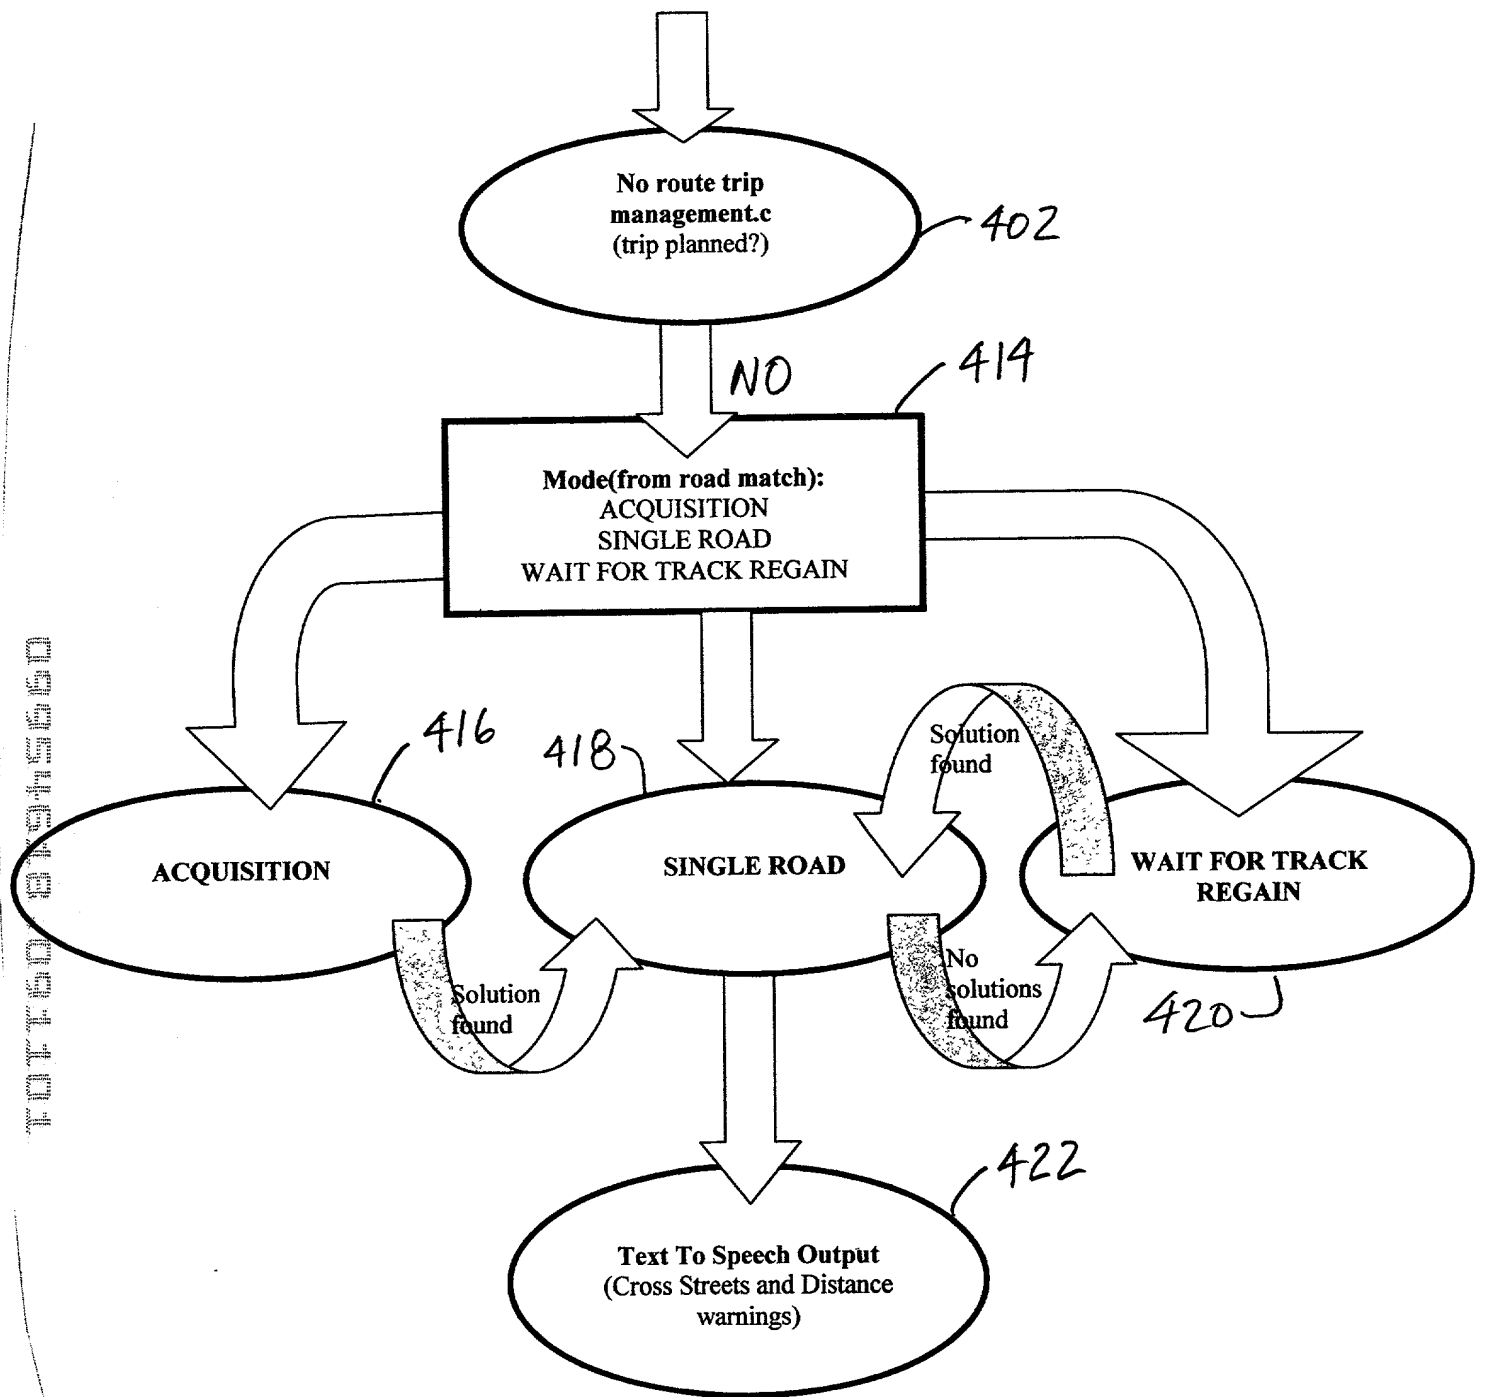 No route trip
management.c
(trip planned?)
402
NO
414
Mode(from road match):
ACQUISITION
SINGLE ROAD
WAIT FOR TRACK REGAIN
416
418
Solution
found
ACQUISITION
SINGLE ROAD
WAIT FOR TRACK
REGAIN
Solution
found
No
solutions
found
420
422
Text To Speech Output
(Cross Streets and Distance
warnings)